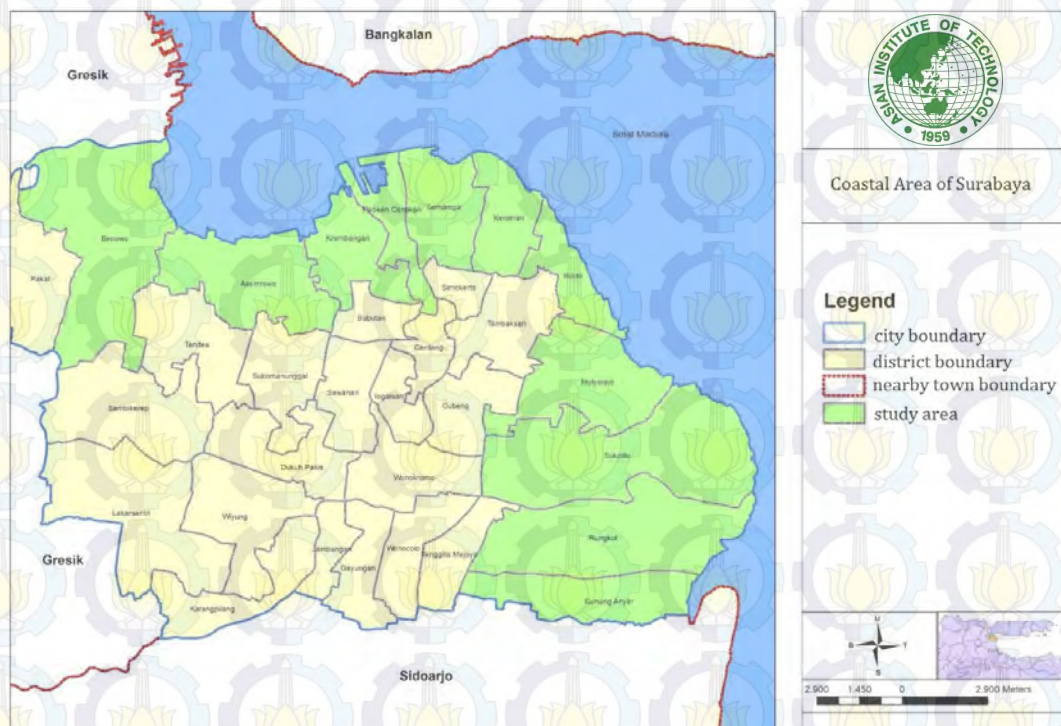 Bangkalan
Gresik
Selat Madura
ASIAN INSTITUTE OF TECHNOLOGY
1959
Coastal Area of Surabaya
Pabean Cantikan
Semampir
Kenjeran
Krembangan
Benowo
Asemrowo
Bulak
Pakal
Simokerto
Bubutan
Tambaksari
Genteng
Tandes
Sukomanunggal
Sawahan
Tegalsari
Gubeng
Mulyorejo
Sambikerep
Sukolilo
Dukuh Pakis
Wonokromo
Lakarsantri
Wiyung
Rungkut
Jambangan
Gayungan
Wonocolo
Tenggilis Mejoyo
Gunung Anyar
Karangpilang
Gresik
Sidoarjo
Legend
city boundary
district boundary
nearby town boundary
study area
U
B
T
S
2.900 1.450 0 2.900 Meters